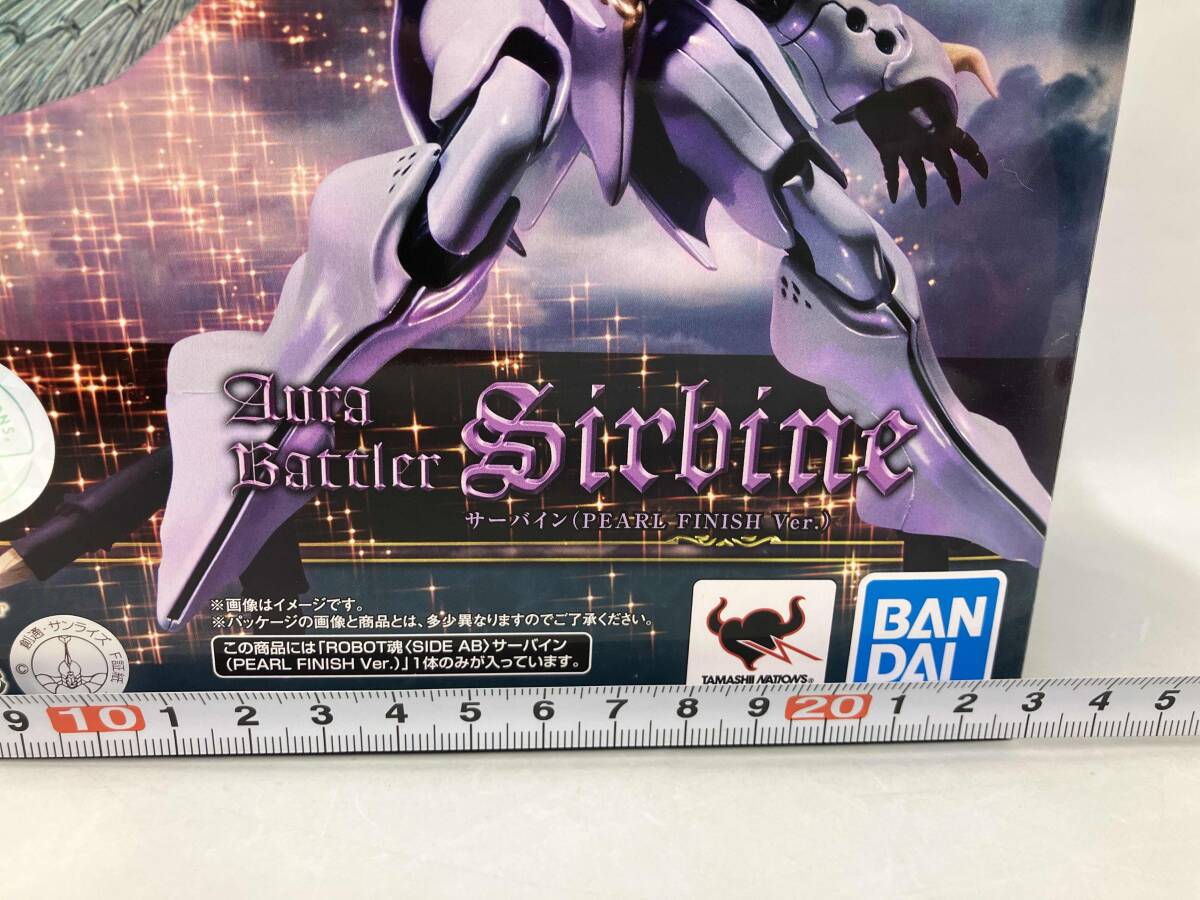 Aura
Battler
Sirbine
サーバイン(PEARL FINISH Ver.)
NS.
※画像はイメージです。
※パッケージの画像と商品とは、多少異なりますのでご了承ください。
この商品には「ROBOT魂〈SIDE AB〉サーバイン
(PEARL FINISH Ver.)」1体のみが入っています。
©創通・サンライズ F証紙
TAMASHII NATIONS®
BAN
DAI
9 10 1 2 3 4 5 6 7 8 9 20 1 2 3 4 5